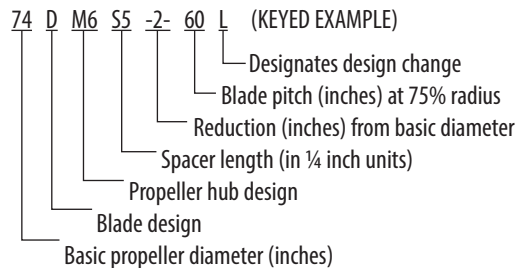 74 D M6 S5 -2- 60 L (KEYED EXAMPLE)
Designates design change
Blade pitch (inches) at 75% radius
Reduction (inches) from basic diameter
Spacer length (in ¼ inch units)
Propeller hub design
Blade design
Basic propeller diameter (inches)